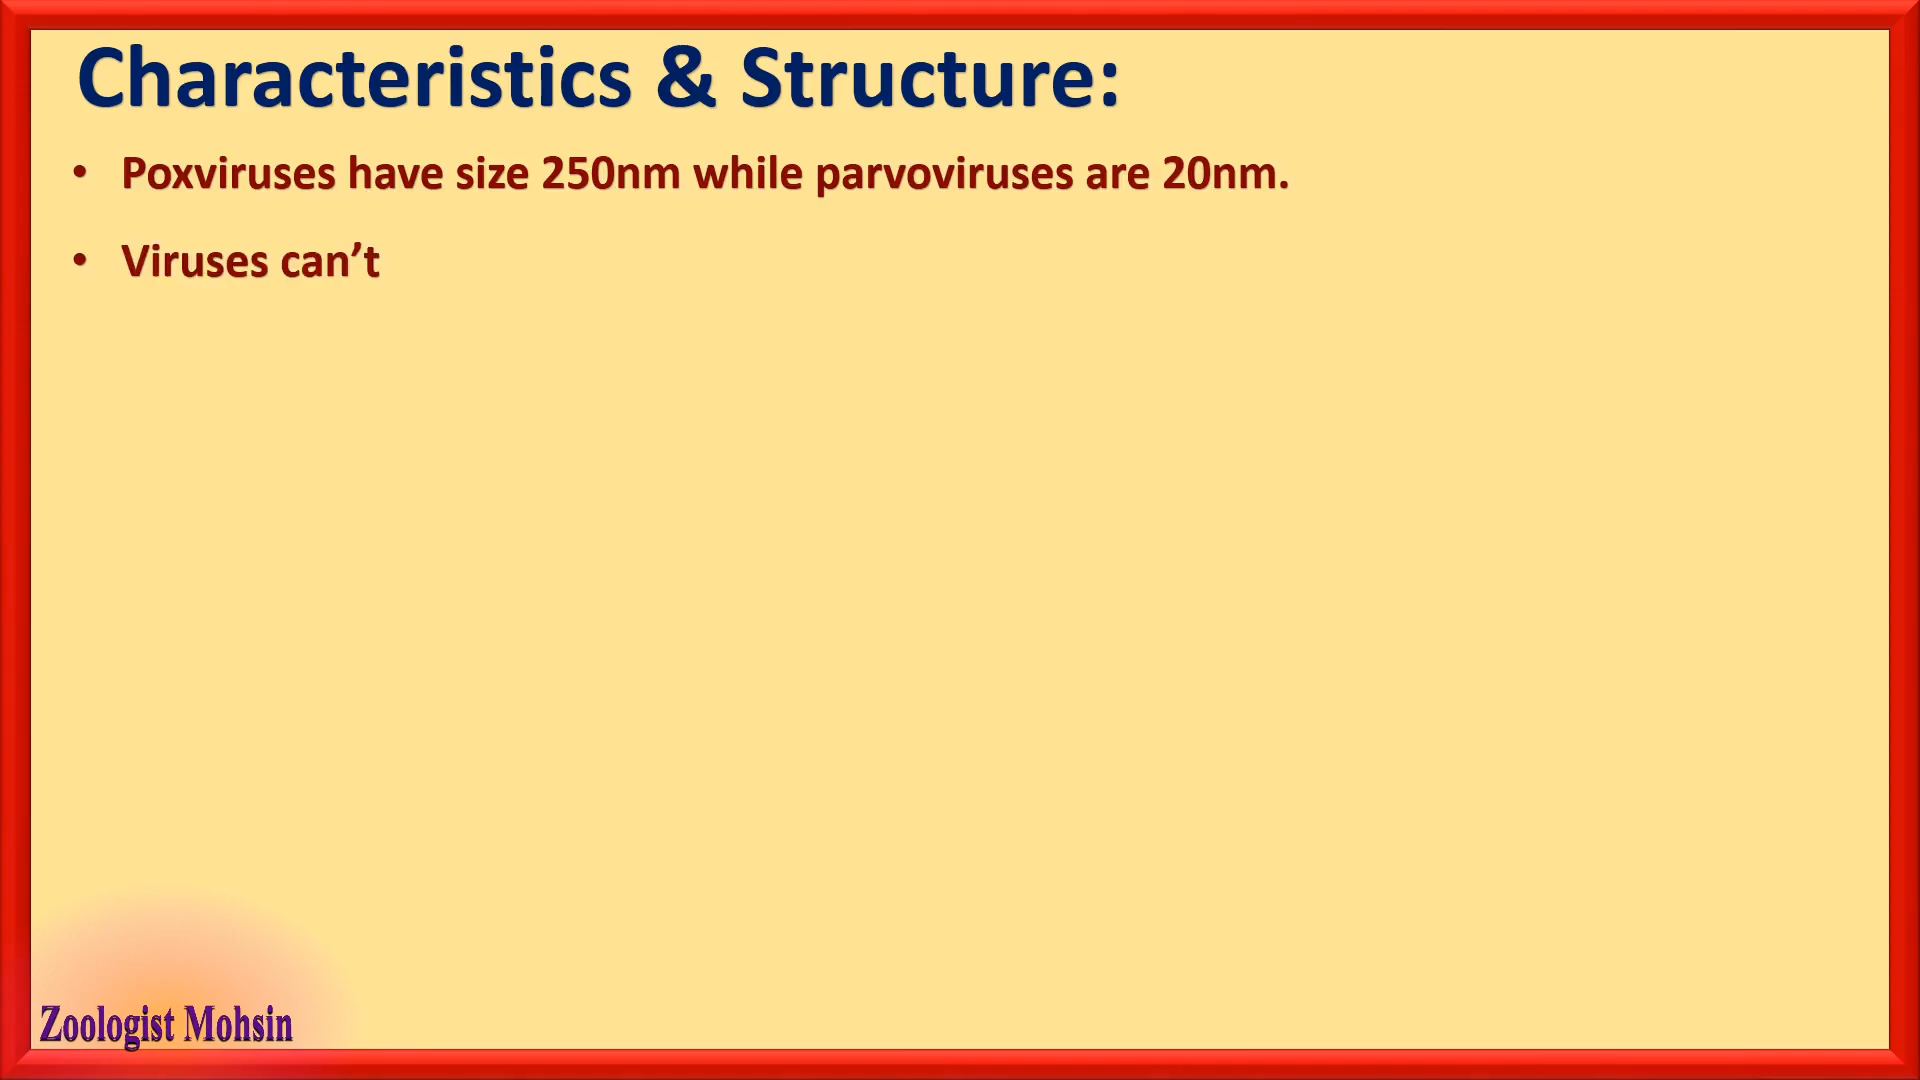 Characteristics & Structure:
• Poxviruses have size 250nm while parvoviruses are 20nm.
• Viruses can’t
Zoologist Mohsin